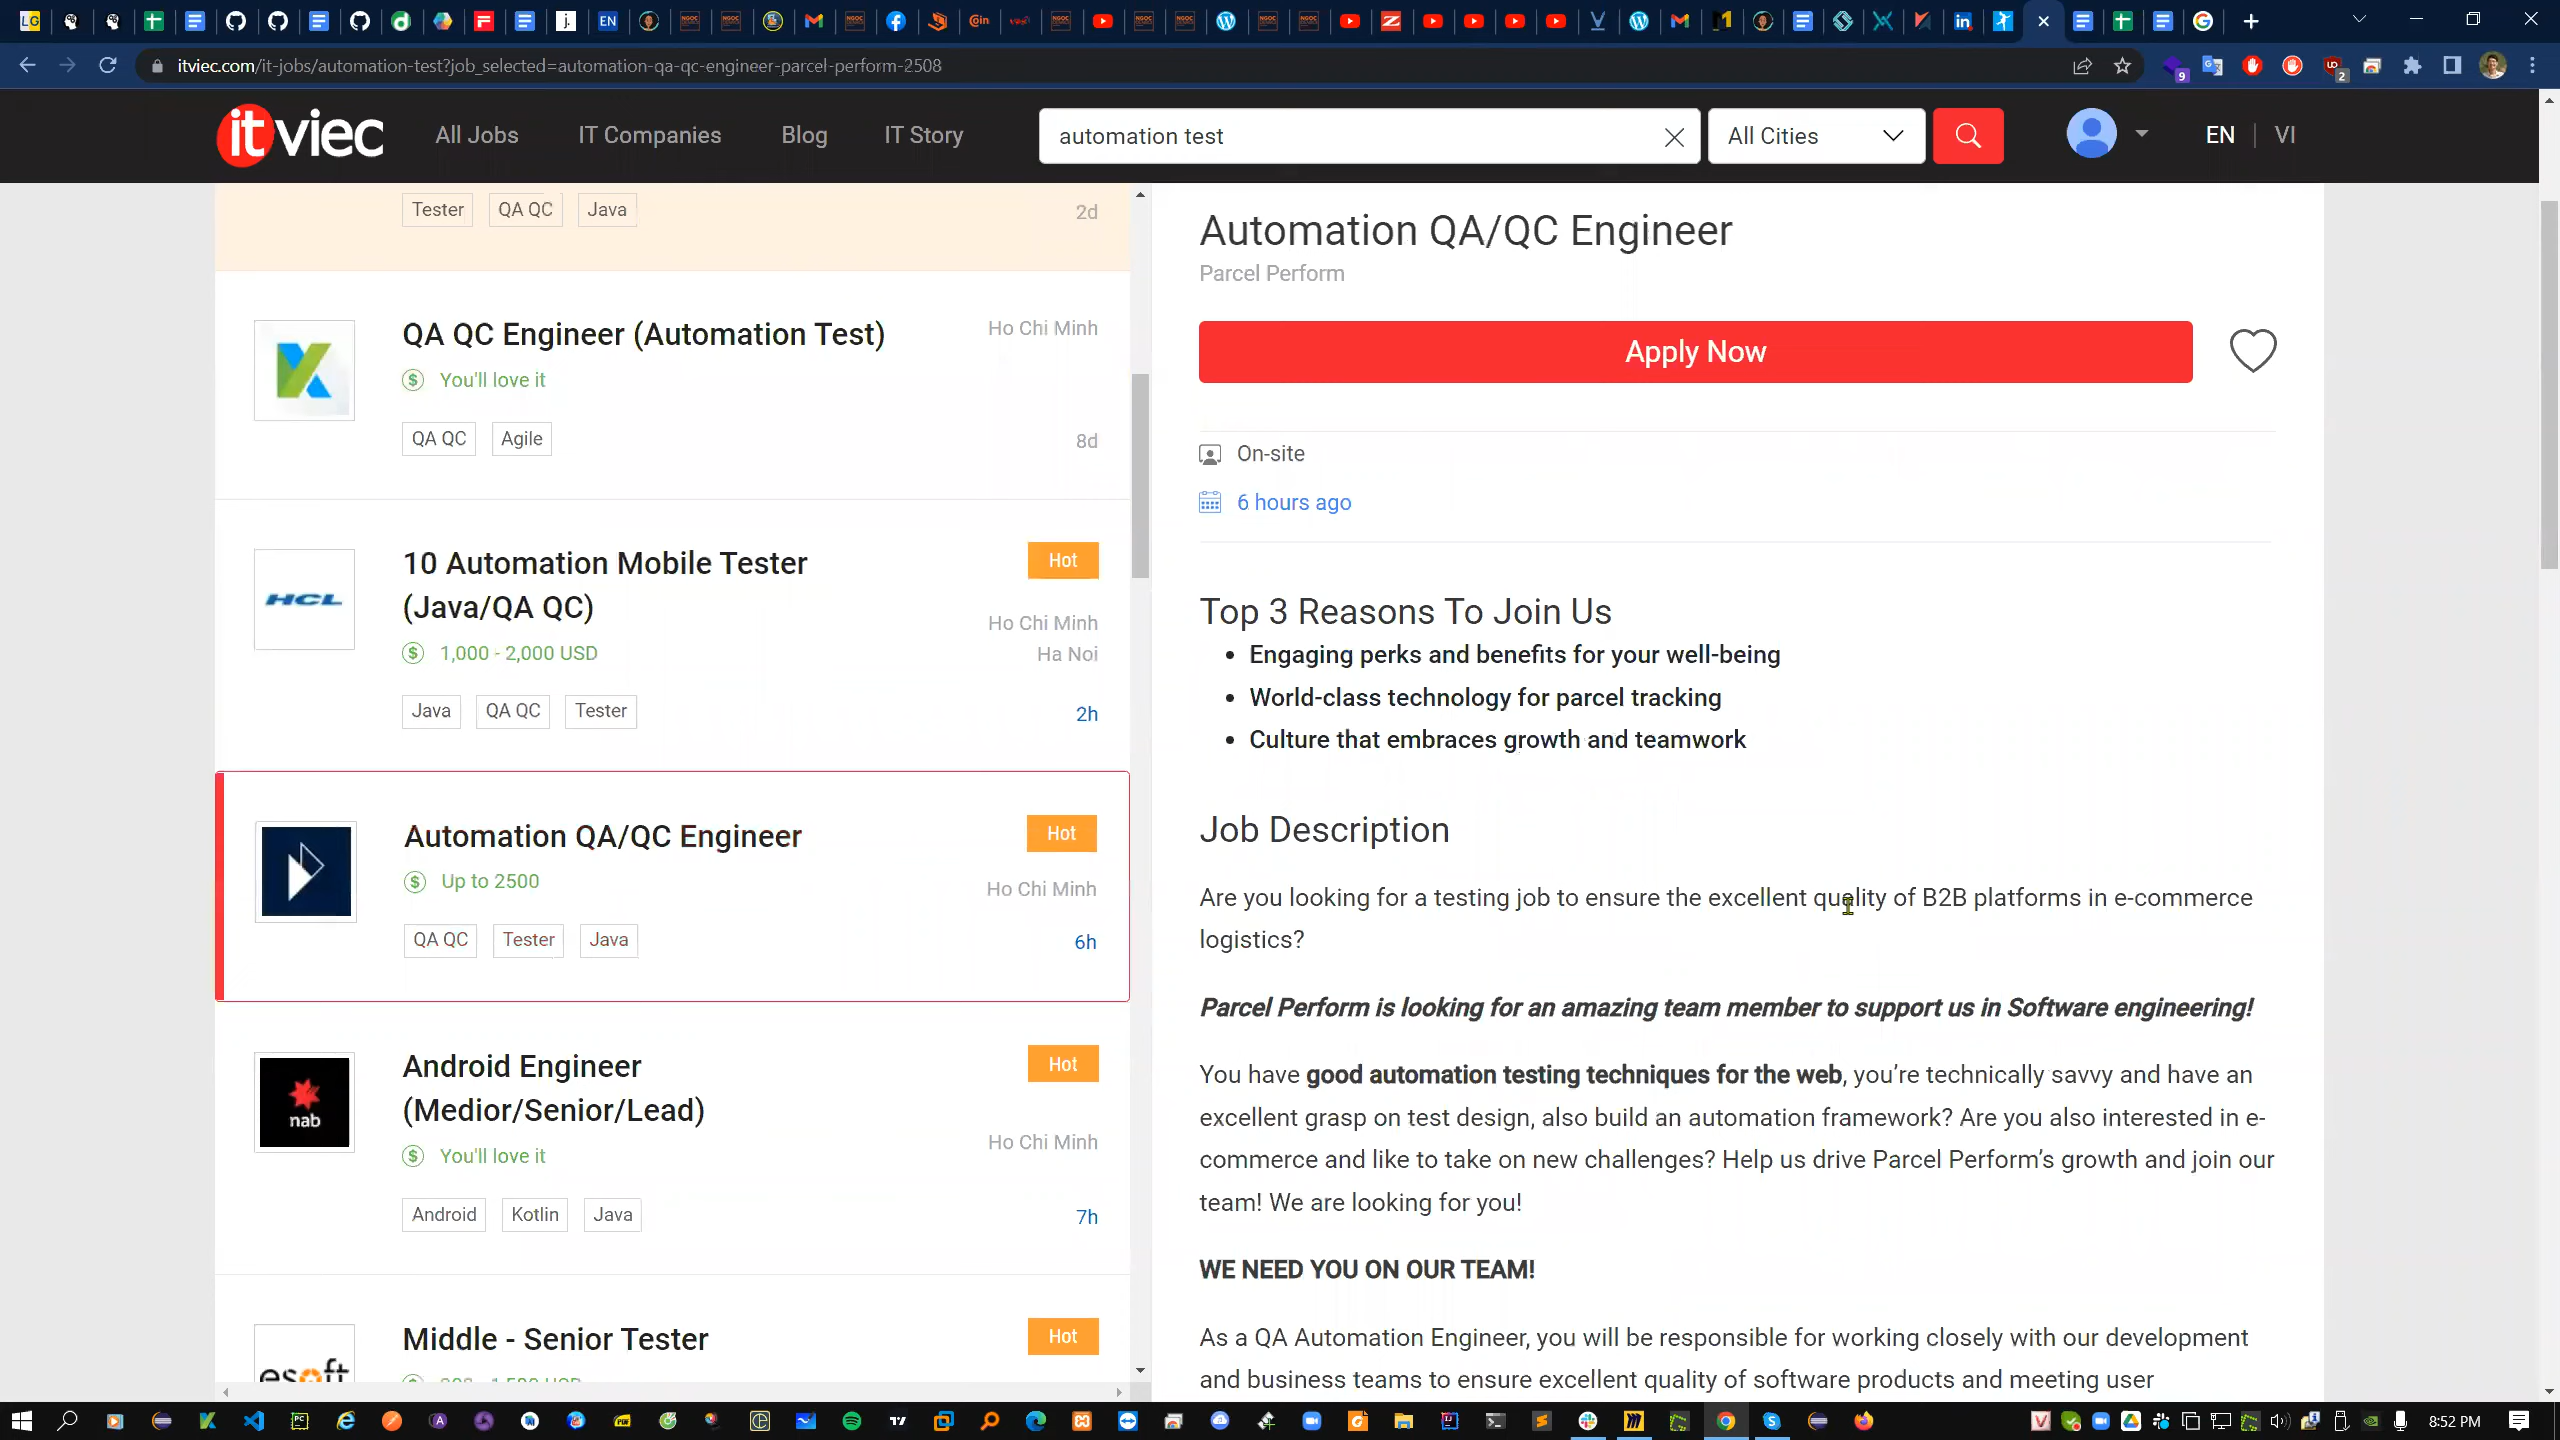 itviec.com/it-jobs/automation-test?job_selected=automation-qa-qc-engineer-parcel-perform-2508
9
2
itviec
All Jobs
IT Companies
Blog
IT Story
automation test
All Cities
EN | VI
Tester
QA QC
Java
2d
QA QC Engineer (Automation Test)
Ho Chi Minh
$ You'll love it
QA QC
Agile
8d
HCL
10 Automation Mobile Tester
(Java/QA QC)
Hot
Ho Chi Minh
Ha Noi
$ 1,000 - 2,000 USD
Java
QA QC
Tester
2h
Automation QA/QC Engineer
Hot
$ Up to 2500
Ho Chi Minh
QA QC
Tester
Java
6h
nab
Android Engineer
(Medior/Senior/Lead)
Hot
Ho Chi Minh
$ You'll love it
Android
Kotlin
Java
7h
esoft
Middle - Senior Tester
Hot
Automation QA/QC Engineer
Parcel Perform
Apply Now
On-site
6 hours ago
Top 3 Reasons To Join Us
• Engaging perks and benefits for your well-being
• World-class technology for parcel tracking
• Culture that embraces growth and teamwork
Job Description
Are you looking for a testing job to ensure the excellent quality of B2B platforms in e-commerce
logistics?
Parcel Perform is looking for an amazing team member to support us in Software engineering!
You have good automation testing techniques for the web, you’re technically savvy and have an
excellent grasp on test design, also build an automation framework? Are you also interested in e-
commerce and like to take on new challenges? Help us drive Parcel Perform’s growth and join our
team! We are looking for you!
WE NEED YOU ON OUR TEAM!
As a QA Automation Engineer, you will be responsible for working closely with our development
and business teams to ensure excellent quality of software products and meeting user
8:52 PM